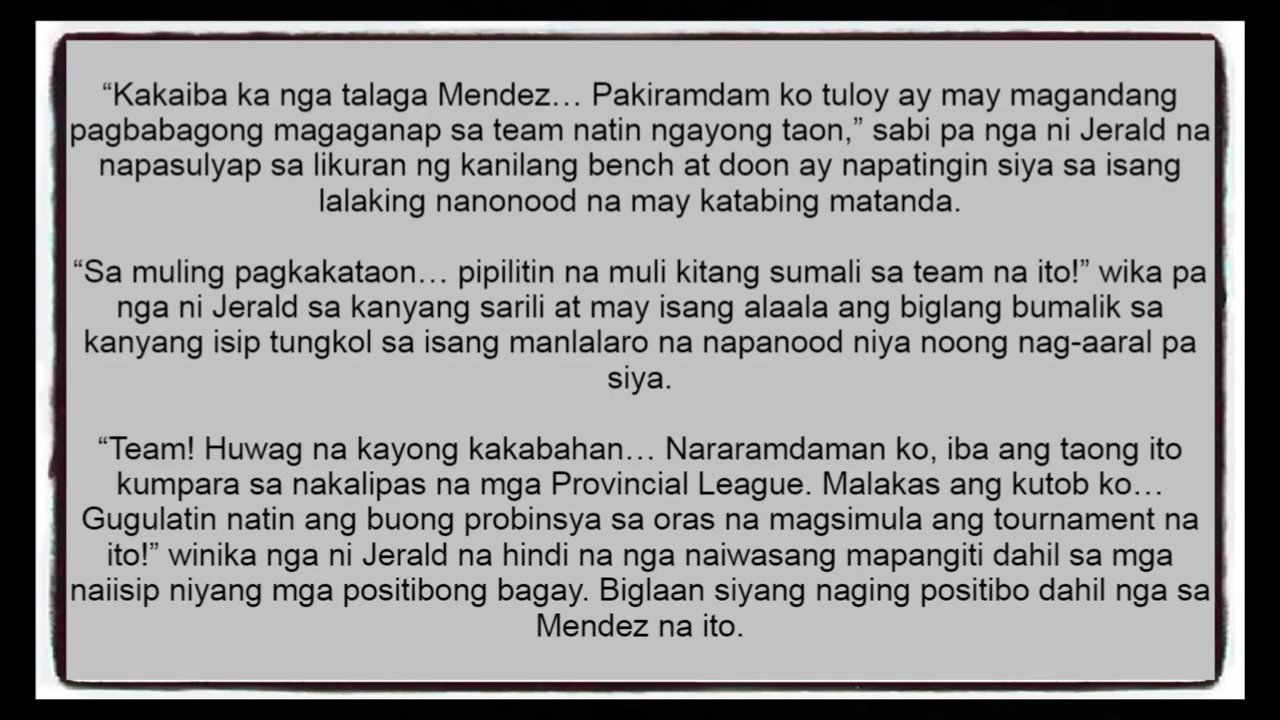 “Kakaiba ka nga talaga Mendez… Pakiramdam ko tuloy ay may magandang
pagbabagong magaganap sa team natin ngayong taon,” sabi pa nga ni Jerald na
napasulyap sa likuran ng kanilang bench at doon ay napatingin siya sa isang
lalaking nanonood na may katabing matanda.
“Sa muling pagkakataon… pipilitin na muli kitang sumali sa team na ito!” wika pa
nga ni Jerald sa kanyang sarili at may isang alaala ang biglang bumalik sa
kanyang isip tungkol sa isang manlalaro na napanood niya noong nag-aaral pa
siya.
“Team! Huwag na kayong kakabahan… Nararamdaman ko, iba ang taong ito
kumpara sa nakalipas na mga Provincial League. Malakas ang kutob ko…
Gugulatin natin ang buong probinsya sa oras na magsimula ang tournament na
ito!” winika nga ni Jerald na hindi na nga naiwasang mapangiti dahil sa mga
naiisip niyang mga positibong bagay. Biglaan siyang naging positibo dahil nga sa
Mendez na ito.